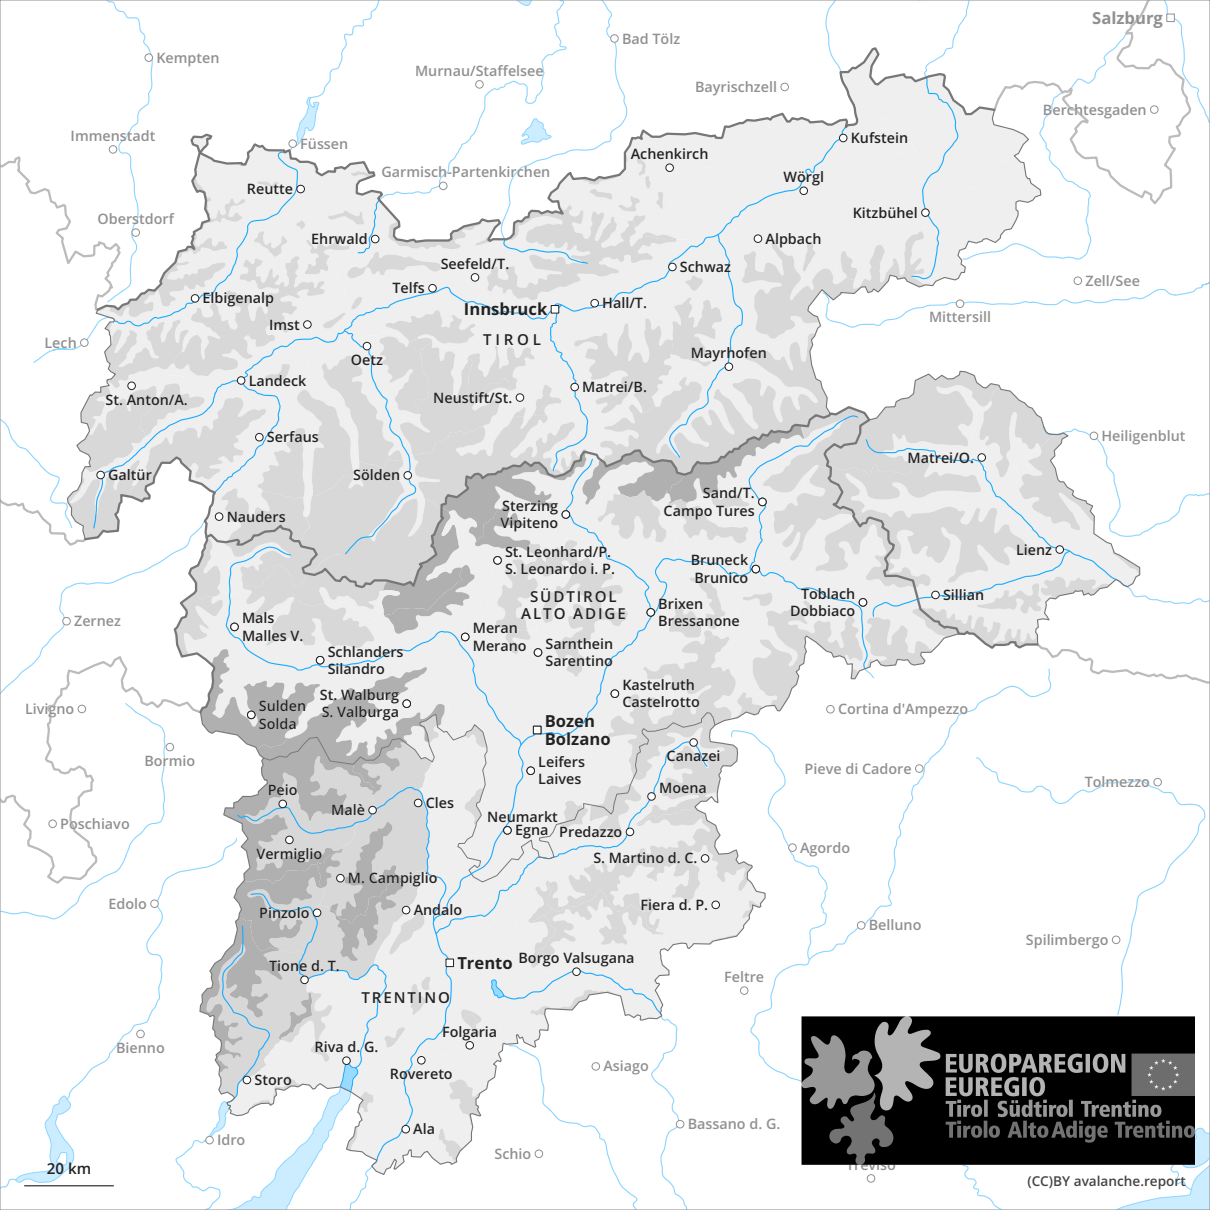 Salzburg
Kempten
Bad Tölz
Murnau/Staffelsee
Bayrischzell
Berchtesgaden
Immenstadt
Füssen
Kufstein
Achenkirch
Garmisch-Partenkirchen
Wörgl
Reutte
Kitzbühel
Oberstdorf
Ehrwald
Alpbach
Seefeld/T.
Schwaz
Zell/See
Telfs
Elbigenalp
Hall/T.
Innsbruck
Mittersill
Imst
TIROL
Lech
Oetz
Mayrhofen
Landeck
Matrei/B.
St. Anton/A.
Neustift/St.
Serfaus
Heiligenblut
Matrei/O.
Galtür
Sölden
Sand/T.
Campo Tures
Sterzing
Vipiteno
Nauders
St. Leonhard/P.
S. Leonardo i. P.
Lienz
Bruneck
Brunico
SÜDTIROL
ALTO ADIGE
Toblach
Dobbiaco
Sillian
Brixen
Bressanone
Zernez
Mals
Malles V.
Meran
Merano
Sarnthein
Sarentino
Schlanders
Silandro
Kastelruth
Castelrotto
St. Walburg
S. Valburga
Sulden
Solda
Livigno
Cortina d'Ampezzo
Bozen
Bolzano
Bormio
Canazei
Leifers
Laives
Pieve di Cadore
Tolmezzo
Peio
Moena
Malè
Cles
Neumarkt
Egna
Predazzo
Poschiavo
Vermiglio
S. Martino d. C.
Agordo
M. Campiglio
Edolo
Pinzolo
Andalo
Fiera d. P.
Belluno
Spilimbergo
Trento
Borgo Valsugana
Tione d. T.
Feltre
TRENTINO
Folgaria
Bienno
Riva d. G.
Rovereto
Asiago
Storo
EUROPAREGION
EUREGIO
Tirol Südtirol Trentino
Tirolo Alto Adige Trentino
Ala
Bassano d. G.
Idro
Schio
Treviso
20 km
(CC)BY avalanche.report